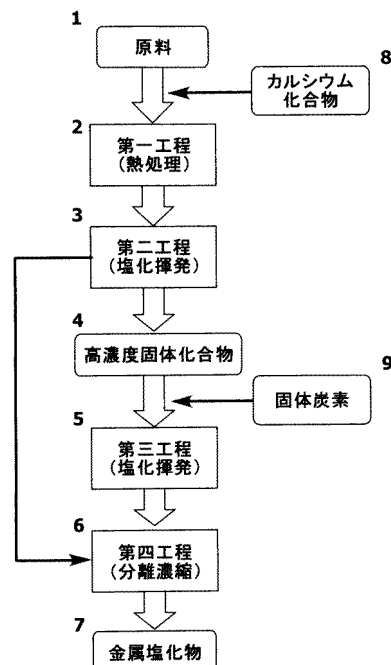 1
原料
8
カルシウム
化合物
2
第一工程
(熱処理)
3
第二工程
(塩化揮発)
4
高濃度固体化合物
9
固体炭素
5
第三工程
(塩化揮発)
6
第四工程
(分離濃縮)
7
金属塩化物